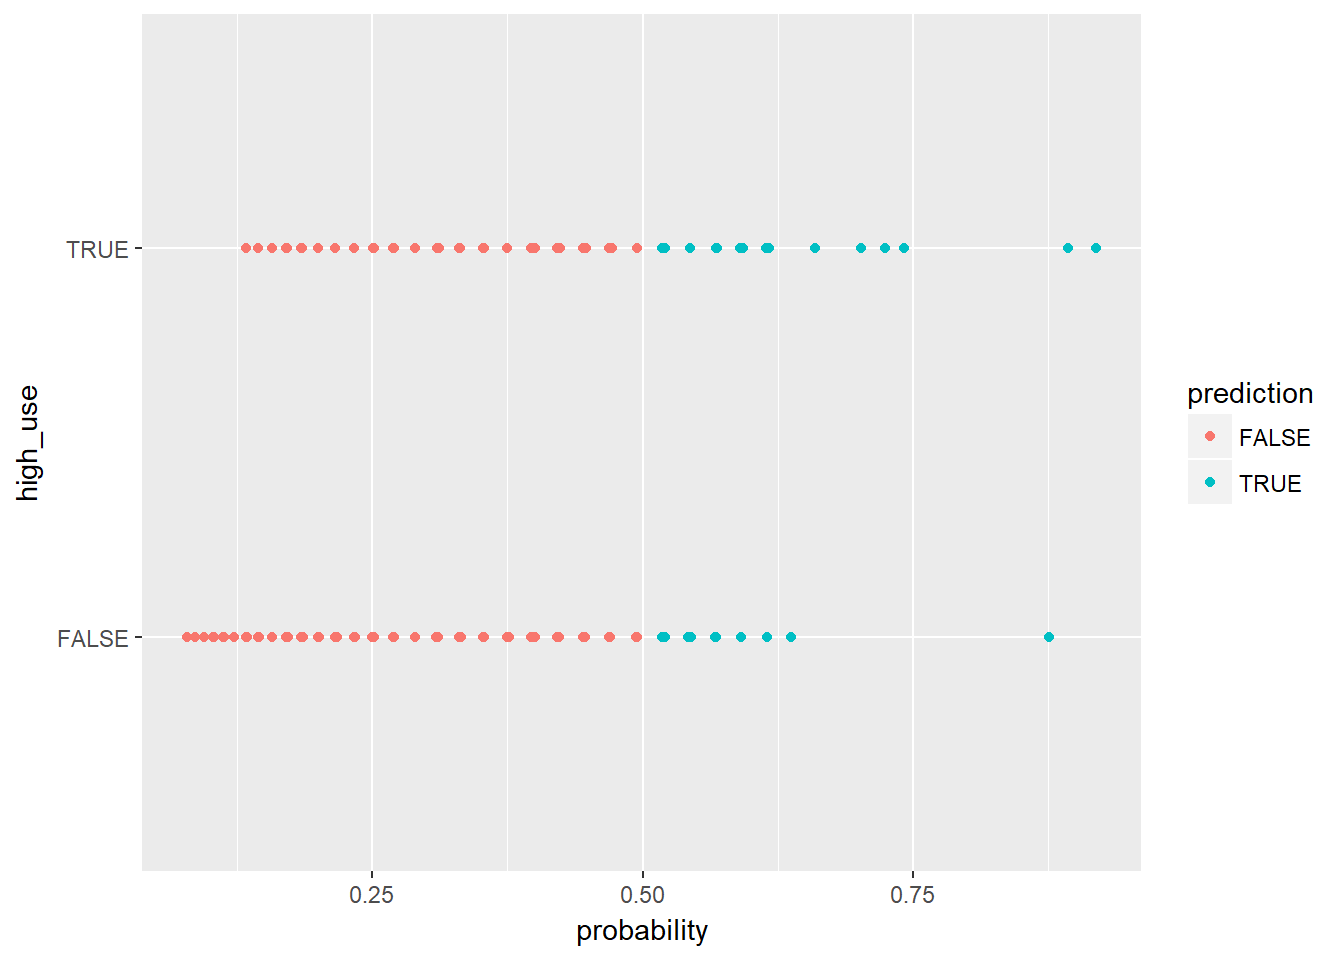 high_use
TRUE
FALSE
0.25
0.50
0.75
probability
prediction
FALSE
TRUE